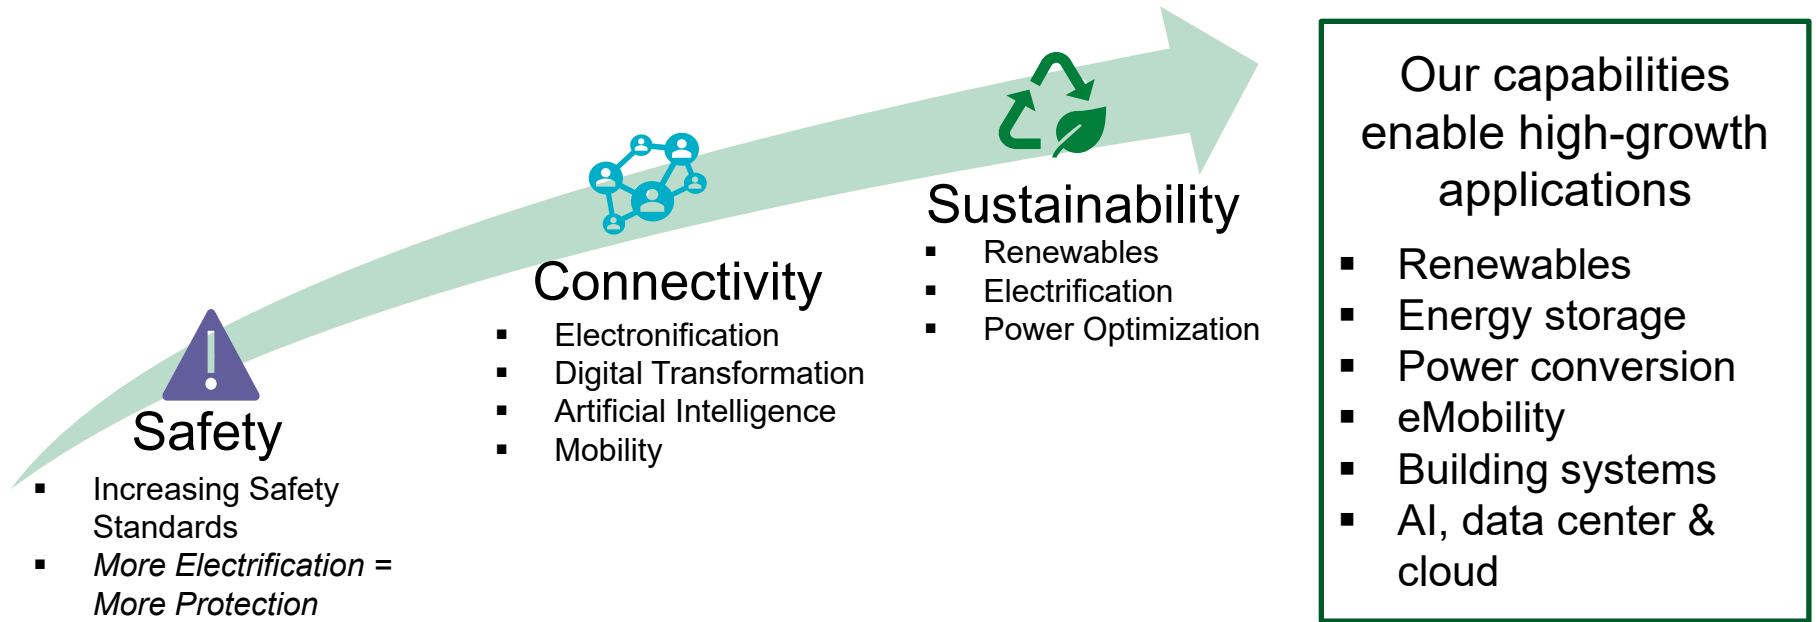 Safety
▪ Increasing Safety
Standards
▪ More Electrification =
More Protection
Connectivity
▪ Electronification
▪ Digital Transformation
▪ Artificial Intelligence
▪ Mobility
Sustainability
▪ Renewables
▪ Electrification
▪ Power Optimization
Our capabilities
enable high-growth
applications
▪ Renewables
▪ Energy storage
▪ Power conversion
▪ eMobility
▪ Building systems
▪ AI, data center &
cloud